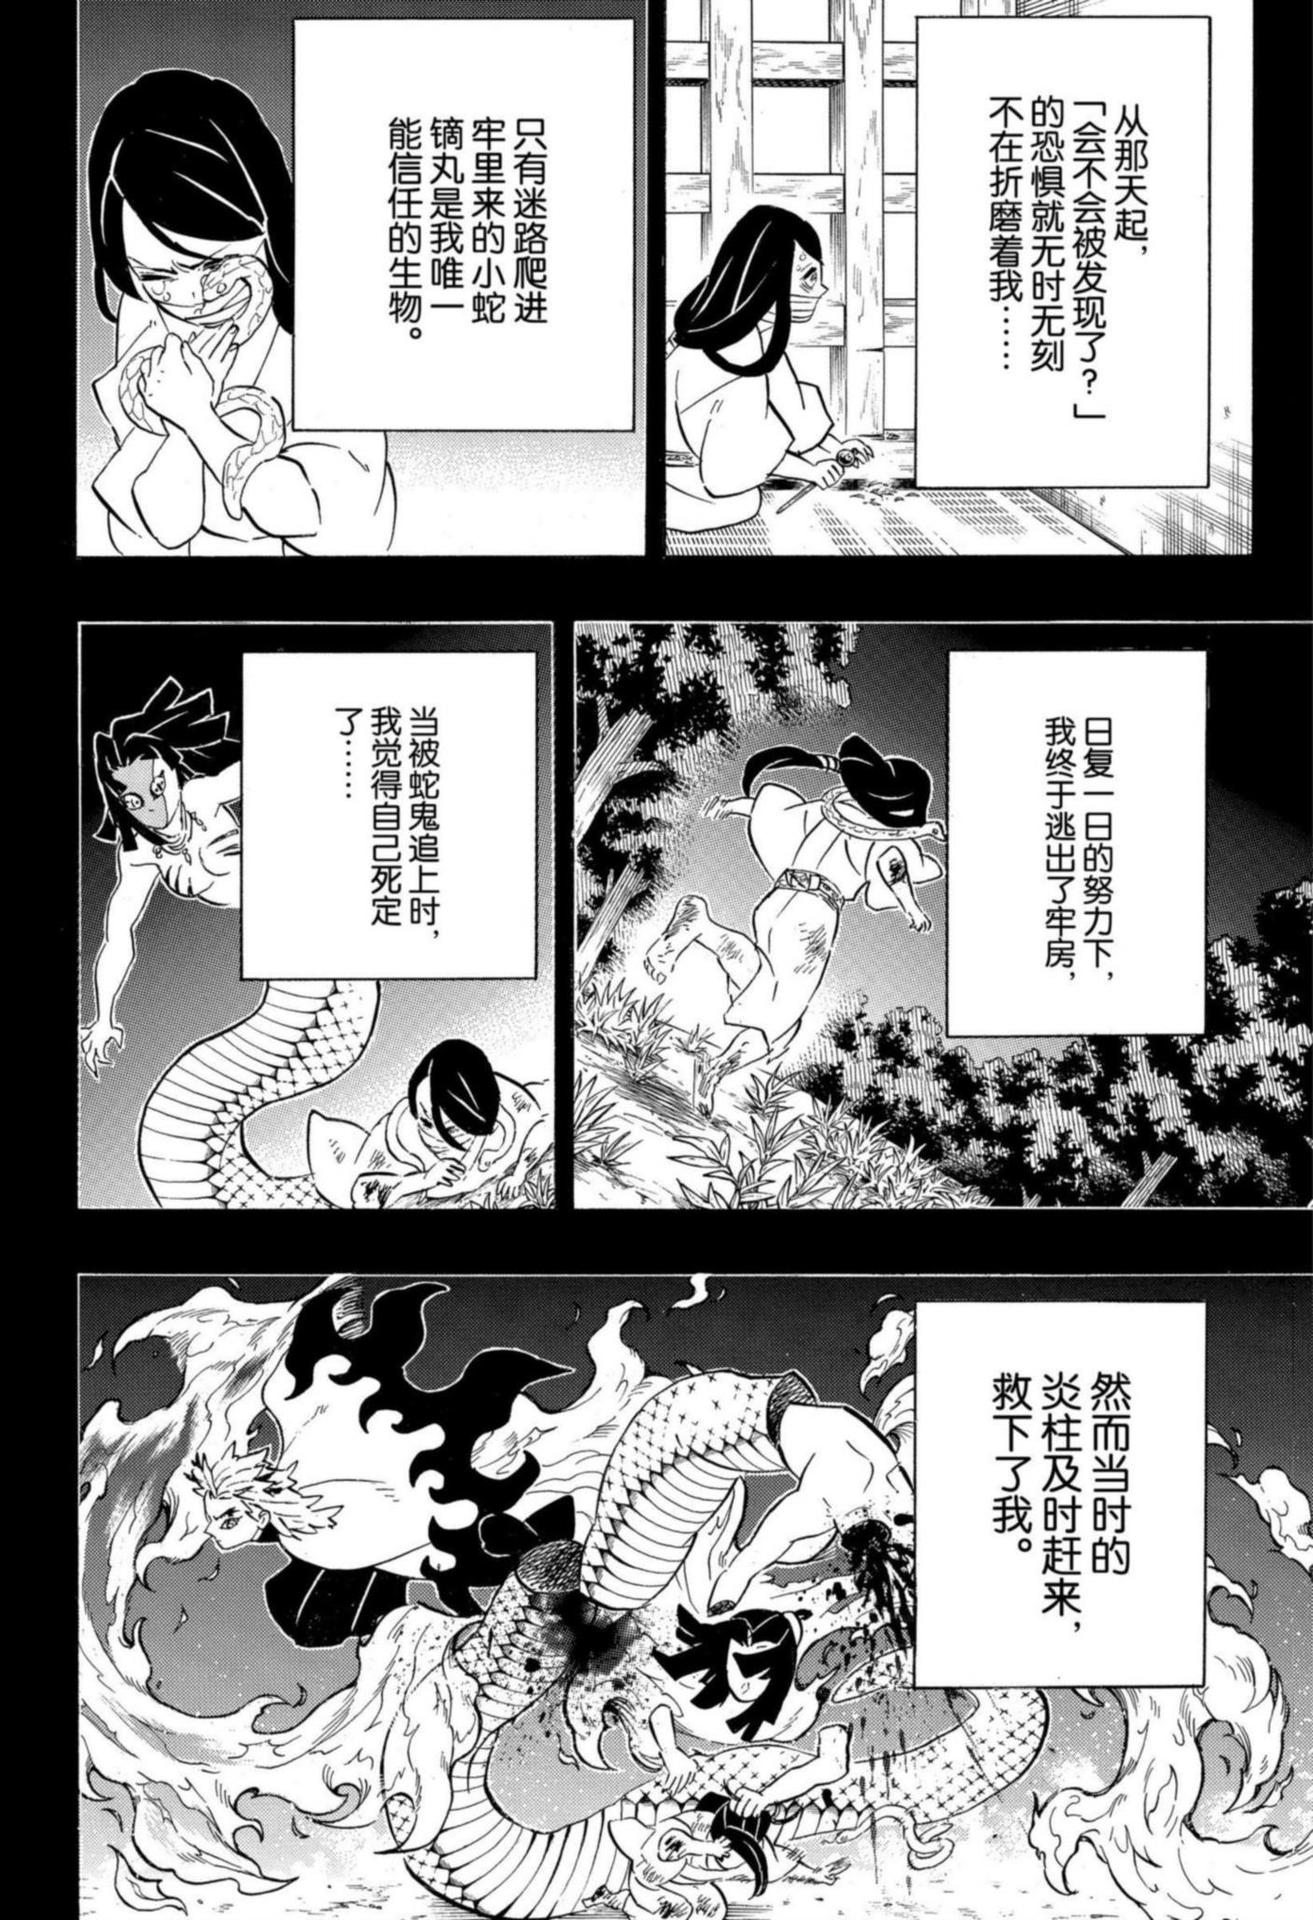 从那天起，
「会不会被发现了？」
的恐惧就无时无刻
不在折磨着我……
只有迷路爬进
牢里来的小蛇
镝丸是我唯一
能信任的生物。
日复一日的努力下，
我终于逃出了牢房，
当被蛇鬼追上时，
我觉得自己死定
了……
然而当时的
炎柱及时赶来，
救下了我。